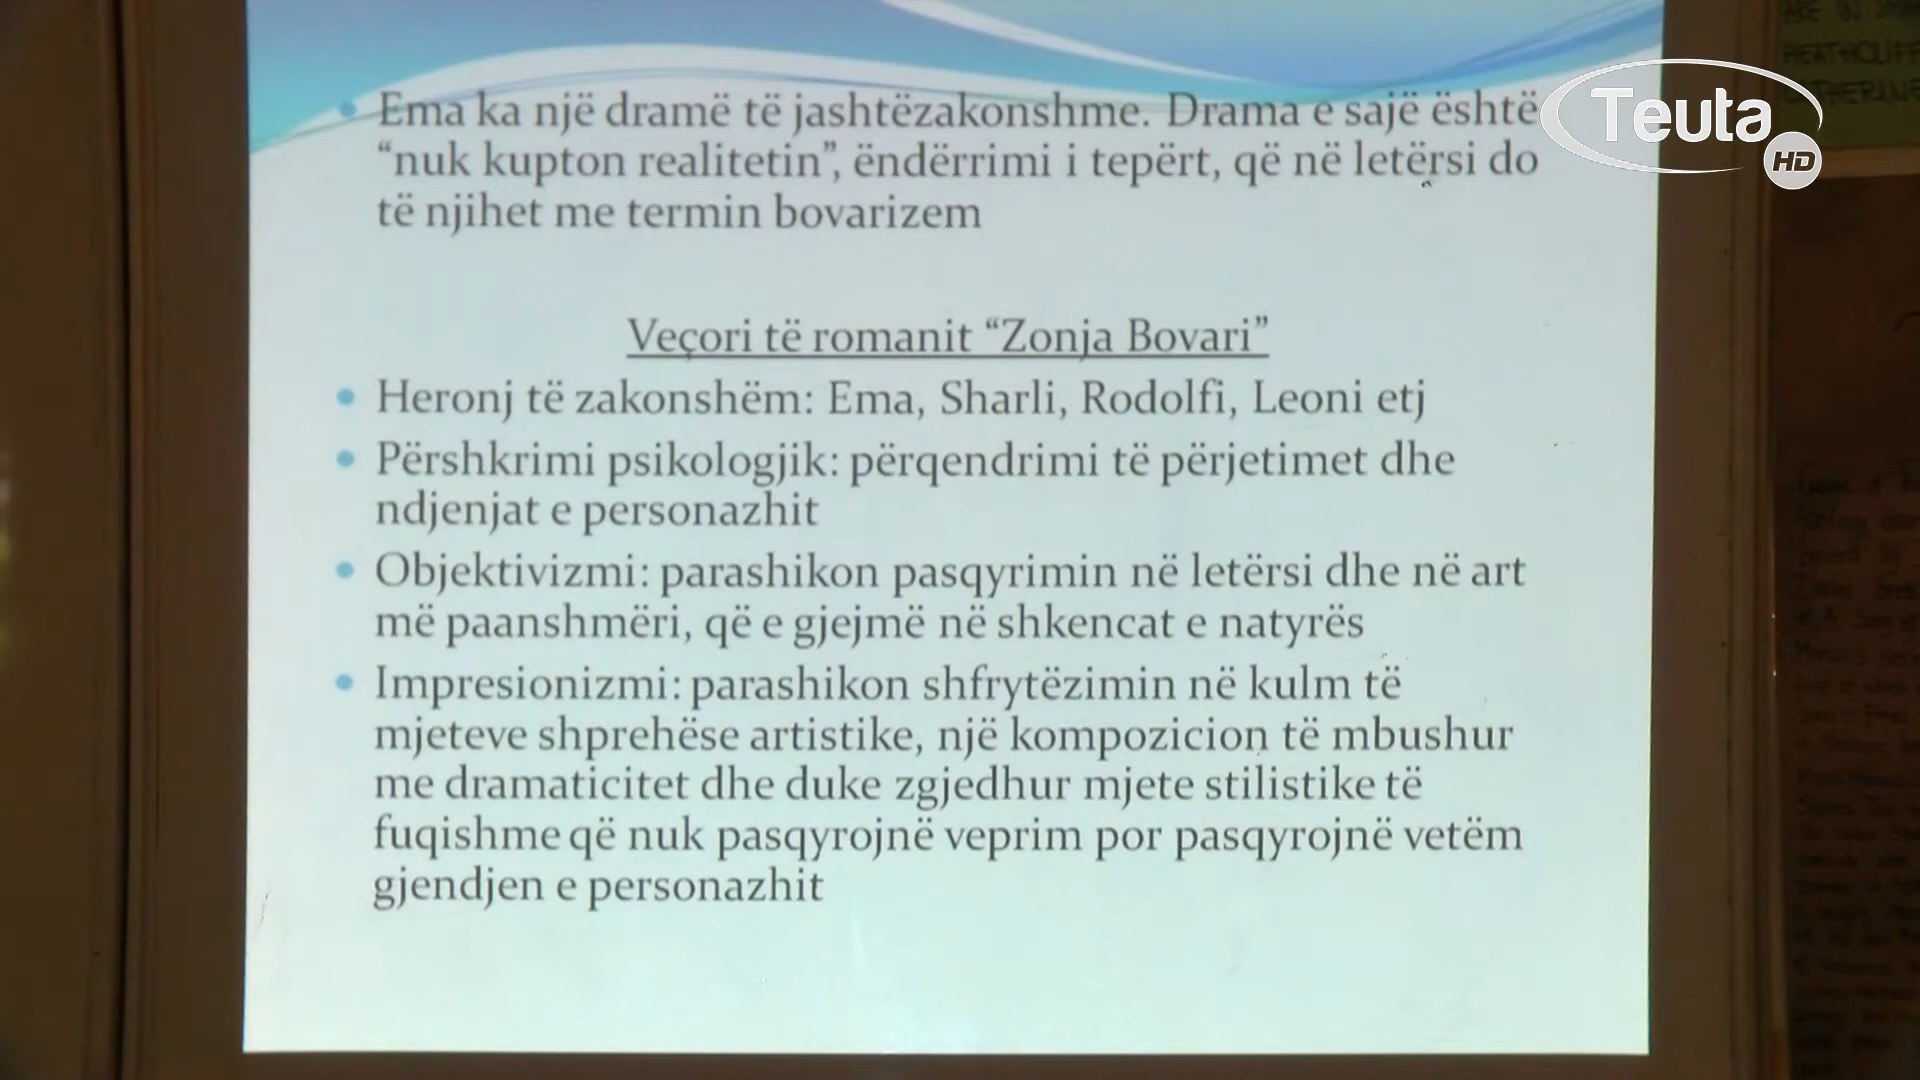 Ema ka një dramë të jashtëzakonshme. Drama e sajë është
“nuk kupton realitetin”, ëndërrimi i tepërt, që në letërsi do
të njihet me termin bovarizem
Veçori të romanit “Zonja Bovari”
Heronj të zakonshëm: Ema, Sharli, Rodolfi, Leoni etj
Përshkrimi psikologjik: përqendrimi të përjetimet dhe
ndjenjat e personazhit
Objektivizmi: parashikon pasqyrimin në letërsi dhe në art
më paanshmëri, që e gjejmë në shkencat e natyrës
Impresionizmi: parashikon shfrytëzimin në kulm të
mjeteve shprehëse artistike, një kompozicion të mbushur
me dramaticitet dhe duke zgjedhur mjete stilistike të
fuqishme që nuk pasqyrojnë veprim por pasqyrojnë vetëm
gjendjen e personazhit
Teuta
HD
HEATHCLIFF